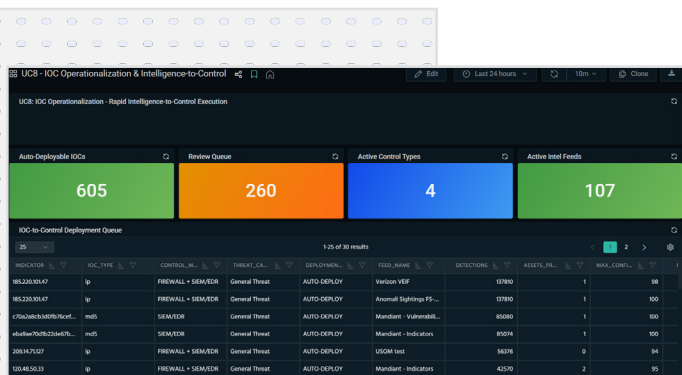 UC8 - IOC Operationalization & Intelligence-to-Control
Edit
Last 24 hours
10m
Clone
UC8: IOC Operationalization - Rapid Intelligence-to-Control Execution
Auto-Deployable IOCs
Review Queue
Active Control Types
Active Intel Feeds
605
260
4
107
IOC-to-Control Deployment Queue
25
1-25 of 30 results
1 2
INDICATOR IOC_TYPE CONTROL_M... THREAT_CA... DEPLOYMEN... FEED_NAME DETECTIONS ASSETS_PR... MAX_CONFI...
185.220.101.47 ip FIREWALL + SIEM/EDR General Threat AUTO-DEPLOY Verizon VEIF 137810 1 98
185.220.101.47 ip FIREWALL + SIEM/EDR General Threat AUTO-DEPLOY Anomali Sightings FS-... 137810 1 100
c70a2a8cb3d0fb76cef... md5 SIEM/EDR General Threat AUTO-DEPLOY Mandiant - Vulnerabili... 85080 1 100
eba9ae70d1b22de67b... md5 SIEM/EDR General Threat AUTO-DEPLOY Mandiant - Indicators 85074 1 100
209.14.71.127 ip FIREWALL + SIEM/EDR General Threat AUTO-DEPLOY USOM test 56376 0 94
120.48.50.33 ip FIREWALL + SIEM/EDR General Threat AUTO-DEPLOY Mandiant - Indicators 42570 2 95